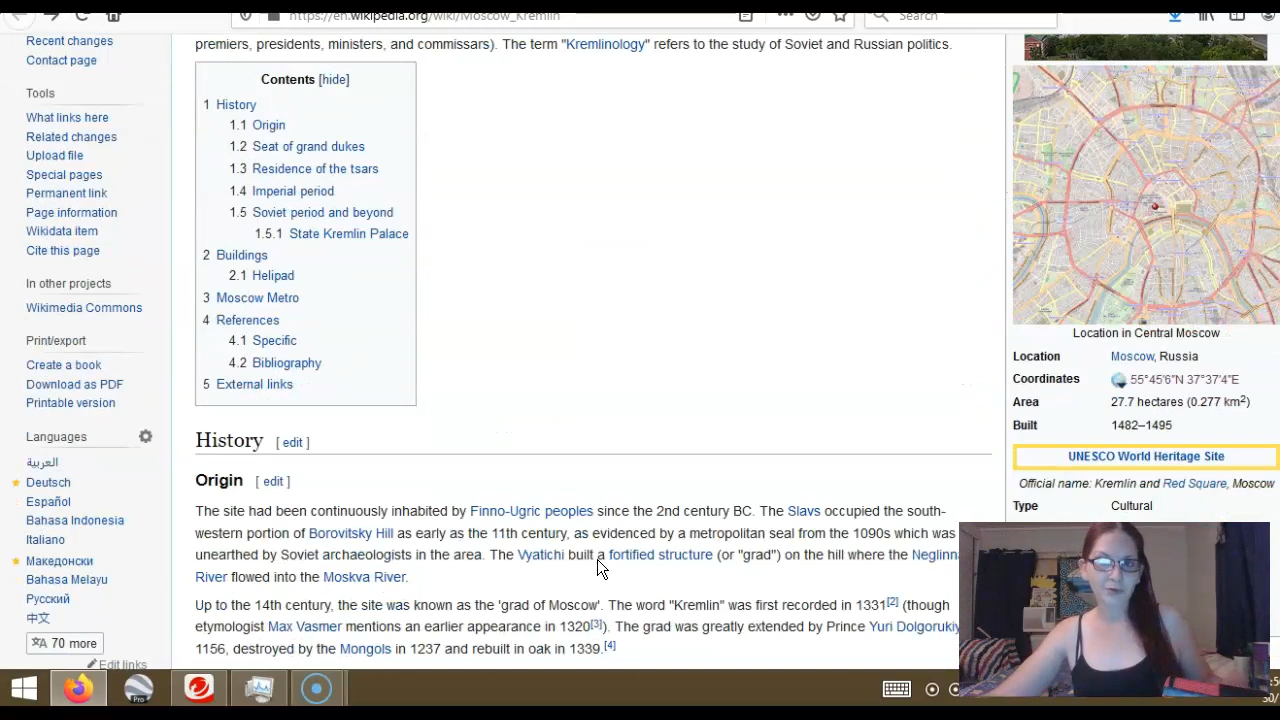 https://en.wikipedia.org/wiki/Moscow_Kremlin
Search
Recent changes
Contact page
Tools
What links here
Related changes
Upload file
Special pages
Permanent link
Page information
Wikidata item
Cite this page
In other projects
Wikimedia Commons
Print/export
Create a book
Download as PDF
Printable version
Languages
العربية
Deutsch
Español
Bahasa Indonesia
Italiano
Македонски
Bahasa Melayu
Русский
中文
70 more
Edit links
premiers, presidents, ministers, and commissars). The term "Kremlinology" refers to the study of Soviet and Russian politics.
Contents [hide]
1 History
1.1 Origin
1.2 Seat of grand dukes
1.3 Residence of the tsars
1.4 Imperial period
1.5 Soviet period and beyond
1.5.1 State Kremlin Palace
2 Buildings
2.1 Helipad
3 Moscow Metro
4 References
4.1 Specific
4.2 Bibliography
5 External links
History [ edit ]
Origin [ edit ]
The site had been continuously inhabited by Finno-Ugric peoples since the 2nd century BC. The Slavs occupied the south-
western portion of Borovitsky Hill as early as the 11th century, as evidenced by a metropolitan seal from the 1090s which was
unearthed by Soviet archaeologists in the area. The Vyatichi built a fortified structure (or "grad") on the hill where the Neglinna
River flowed into the Moskva River.
Up to the 14th century, the site was known as the 'grad of Moscow'. The word "Kremlin" was first recorded in 1331[2] (though
etymologist Max Vasmer mentions an earlier appearance in 1320[3]). The grad was greatly extended by Prince Yuri Dolgorukiy
1156, destroyed by the Mongols in 1237 and rebuilt in oak in 1339.[4]
Location in Central Moscow
Location Moscow, Russia
Coordinates 55°45′6″N 37°37′4″E
Area 27.7 hectares (0.277 km2)
Built 1482–1495
UNESCO World Heritage Site
Official name: Kremlin and Red Square, Moscow
Type Cultural
Pro